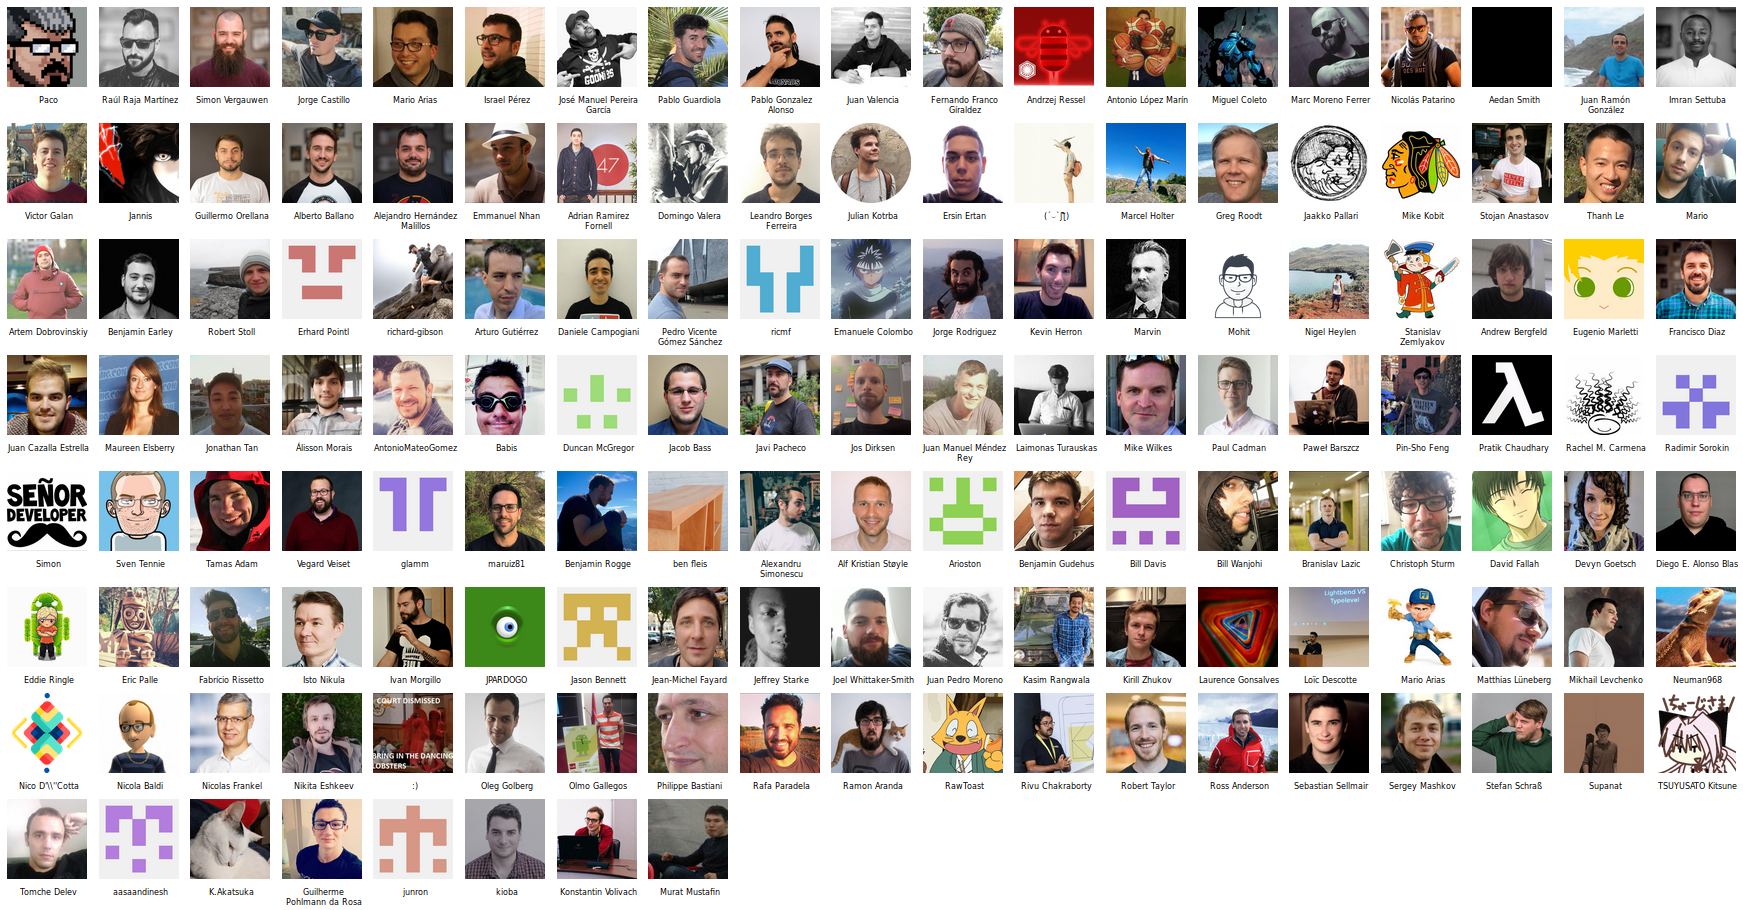 Paco
Raúl Raja Martínez
Simon Vergauwen
Jorge Castillo
Mario Arias
Israel Pérez
José Manuel Pereira
García
Pablo Guardiola
Pablo Gonzalez
Alonso
Juan Valencia
Fernando Franco
Giraldez
Andrzej Ressel
Antonio López Marín
Miguel Coleto
Marc Moreno Ferrer
Nicolás Patarino
Aedan Smith
Juan Ramón
González
Imran Settuba
Victor Galan
Jannis
Guillermo Orellana
Alberto Ballano
Alejandro Hernández
Malillos
Emmanuel Nhan
47
Adrian Ramirez
Fornell
Domingo Valera
Leandro Borges
Ferreira
Julian Kotrba
Ersin Ertan
Marcel Holter
Greg Roodt
Jaakko Pallari
Mike Kobit
Stojan Anastasov
Thanh Le
Mario
Artem Dobrovinskiy
Benjamin Earley
Robert Stoll
Erhard Pointl
richard-gibson
Arturo Gutiérrez
Daniele Campogiani
Pedro Vicente
Gómez Sánchez
ricmf
Emanuele Colombo
Jorge Rodriguez
Kevin Herron
Marvin
Mohit
Nigel Heylen
Stanislav
Zemlyakov
Andrew Bergfeld
Eugenio Marletti
Francisco Diaz
Juan Cazalla Estrella
Maureen Elsberry
Jonathan Tan
Álisson Morais
AntonioMateoGomez
Babis
Duncan McGregor
Jacob Bass
Javi Pacheco
Jos Dirksen
Juan Manuel Méndez
Rey
Laimonas Turauskas
Mike Wilkes
Paul Cadman
Paweł Barszcz
Pin-Sho Feng
λ
Pratik Chaudhary
Rachel M. Carmena
Radimir Sorokin
SEÑOR
DEVELOPER
Simon
Sven Tennie
Tamas Adam
Vegard Veiset
glamm
maruiz81
Benjamin Rogge
ben fleis
Alexandru
Simonescu
Alf Kristian Støyle
Arioston
Benjamin Gudehus
Bill Davis
Bill Wanjohi
Branislav Lazic
Christoph Sturm
David Fallah
Devyn Goetsch
Diego E. Alonso Blas
Eddie Ringle
Eric Palle
Fabrício Rissetto
Isto Nikula
Ivan Morgillo
JPARDOGO
Jason Bennett
Jean-Michel Fayard
Jeffrey Starke
Joel Whittaker-Smith
Juan Pedro Moreno
Kasim Rangwala
Kirill Zhukov
Laurence Gonsalves
Lightbend VS
Typelevel
Loïc Descotte
Mario Arias
Matthias Lüneberg
Mikhail Levchenko
Neuman968
Nico D\\"Cotta
Nicola Baldi
Nicolas Frankel
Nikita Eshkeev
COURT DISMISSED
BRING IN THE DANCING
LOBSTERS
:)
Oleg Golberg
Olmo Gallegos
Philippe Bastiani
Rafa Paradela
Ramon Aranda
RawToast
Rivu Chakraborty
Robert Taylor
Ross Anderson
Sebastian Sellmair
Sergey Mashkov
Stefan Schraß
Supanat
TSUYUSATO Kitsune
Tomche Delev
aasaandinesh
K.Akatsuka
Guilherme
Pohlmann da Rosa
junron
kioba
Konstantin Volivach
Murat Mustafin